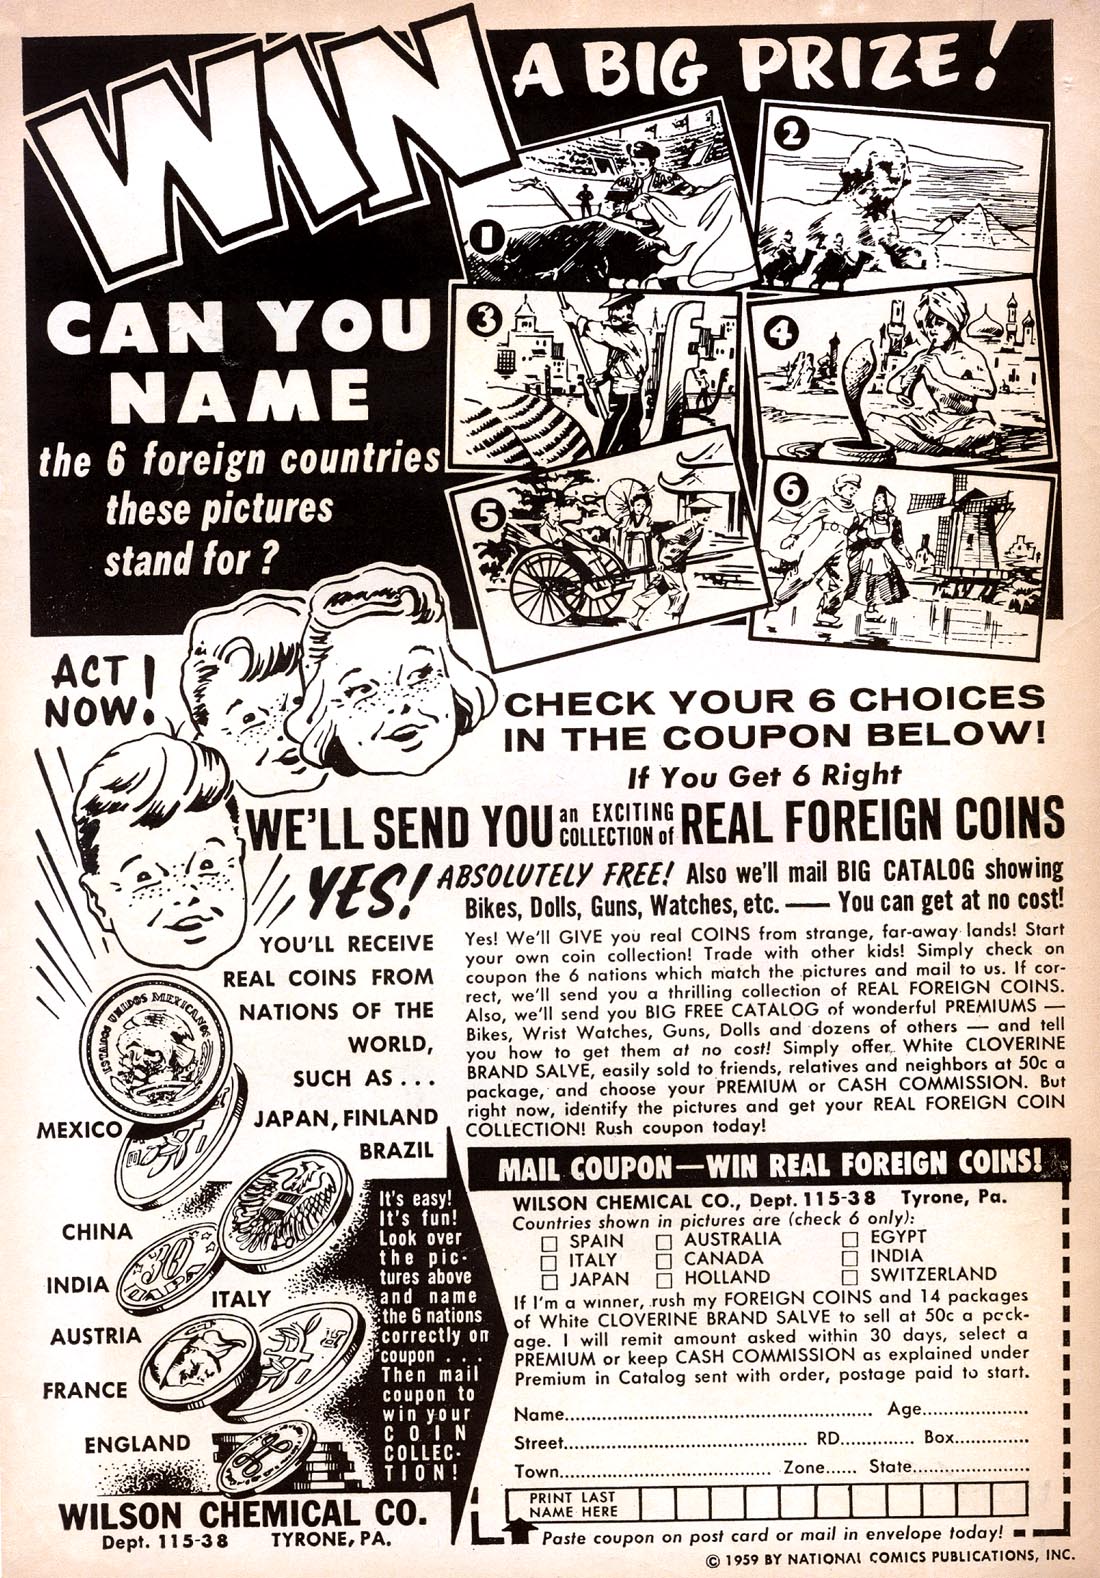 WIN A BIG PRIZE!
1
2
3
4
5
6
CAN YOU
NAME
the 6 foreign countries
these pictures
stand for?
ACT
NOW!
CHECK YOUR 6 CHOICES
IN THE COUPON BELOW!
If You Get 6 Right
WE'LL SEND YOU an EXCITING COLLECTION of REAL FOREIGN COINS
YES! ABSOLUTELY FREE! Also we'll mail BIG CATALOG showing
Bikes, Dolls, Guns, Watches, etc. — You can get at no cost!
Yes! We'll GIVE you real COINS from strange, far-away lands! Start
your own coin collection! Trade with other kids! Simply check on
coupon the 6 nations which match the pictures and mail to us. If cor-
rect, we'll send you a thrilling collection of REAL FOREIGN COINS.
Also, we'll send you BIG FREE CATALOG of wonderful PREMIUMS —
Bikes, Wrist Watches, Guns, Dolls and dozens of others — and tell
you how to get them at no cost! Simply offer White CLOVERINE
BRAND SALVE, easily sold to friends, relatives and neighbors at 50c a
package, and choose your PREMIUM or CASH COMMISSION. But
right now, identify the pictures and get your REAL FOREIGN COIN
COLLECTION! Rush coupon today!
YOU'LL RECEIVE
REAL COINS FROM
NATIONS OF THE
WORLD,
SUCH AS...
JAPAN, FINLAND
BRAZIL
ESTADOS UNIDOS MEXICANOS
MEXICO
CHINA
INDIA
ITALY
AUSTRIA
FRANCE
ENGLAND
It's easy!
It's fun!
Look over
the pic-
tures above
and name
the 6 nations
correctly on
coupon . . .
Then mail
coupon to
win your
COIN
COLLEC-
TION!
WILSON CHEMICAL CO.
Dept. 115-38 TYRONE, PA.
MAIL COUPON—WIN REAL FOREIGN COINS!
WILSON CHEMICAL CO., Dept. 115-38 Tyrone, Pa.
Countries shown in pictures are (check 6 only):
SPAIN AUSTRALIA EGYPT
ITALY CANADA INDIA
JAPAN HOLLAND SWITZERLAND
If I'm a winner, rush my FOREIGN COINS and 14 packages
of White CLOVERINE BRAND SALVE to sell at 50c a pack-
age. I will remit amount asked within 30 days, select a
PREMIUM or keep CASH COMMISSION as explained under
Premium in Catalog sent with order, postage paid to start.
Name.................... Age..........
Street.................... RD.......... Box..........
Town.................... Zone...... State..........
PRINT LAST
NAME HERE
Paste coupon on post card or mail in envelope today!
© 1959 BY NATIONAL COMICS PUBLICATIONS, INC.